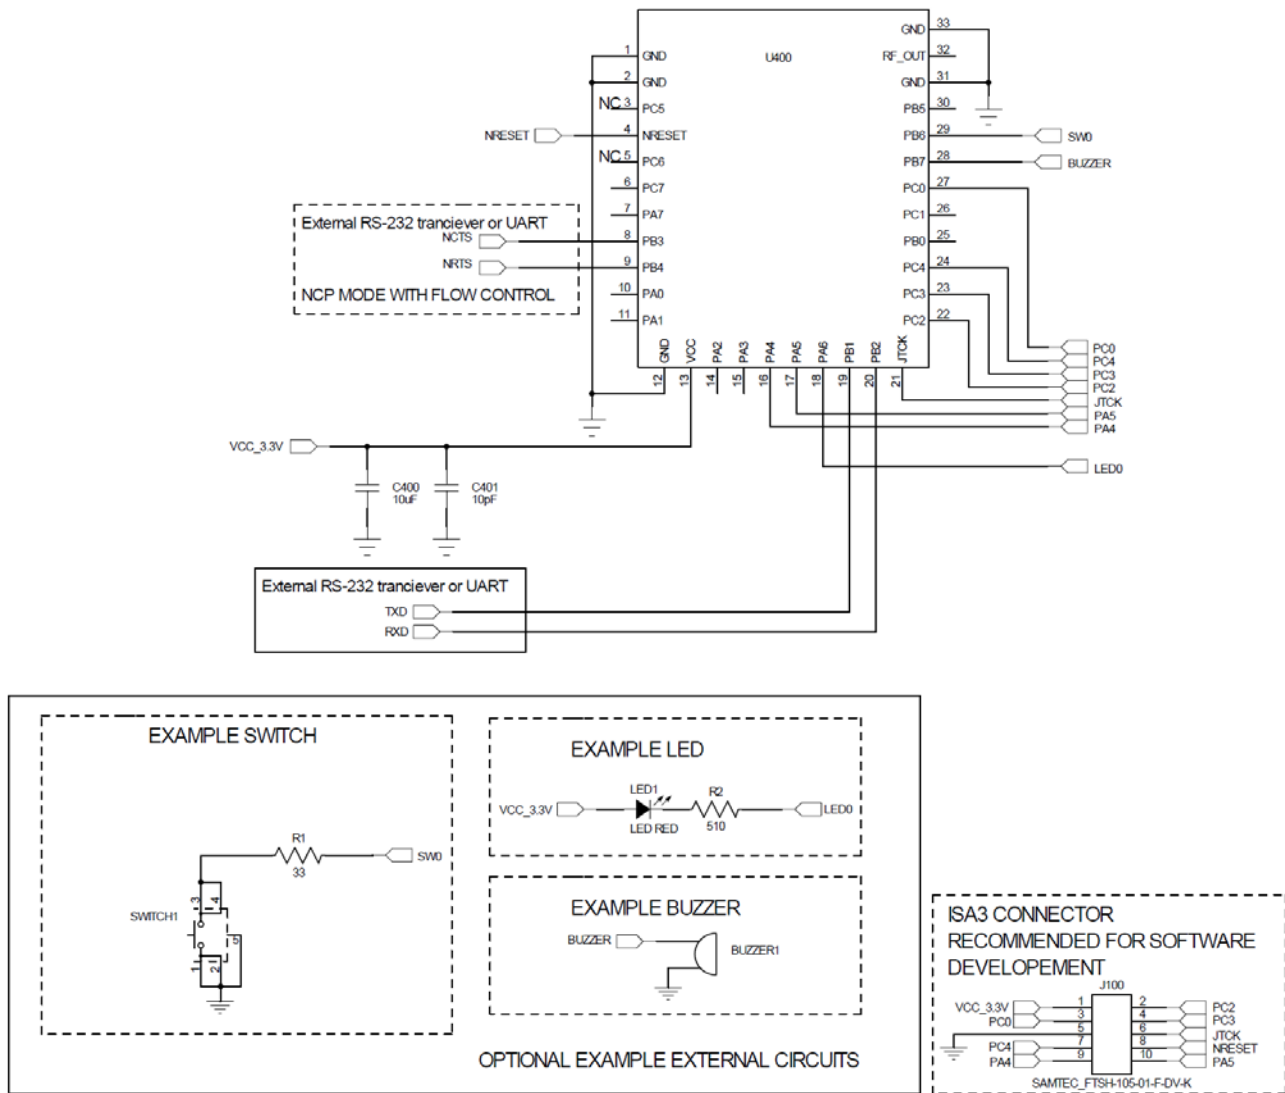 U400
1 GND
2 GND
NC 3 PC5
NRESET 4 NRESET
NC 5 PC6
6 PC7
7 PA7
External RS-232 tranciever or UART
NCTS 8 PB3
NRTS 9 PB4
NCP MODE WITH FLOW CONTROL
10 PA0
11 PA1
GND 33
RF_OUT 32
GND 31
PB5 30
PB6 29 SW0
PB7 28 BUZZER
PC0 27
PC1 26
PB0 25
PC4 24
PC3 23
PC2 22
GND 12
VCC 13
PA2 14
PA3 15
PA4 16
PA5 17
PA6 18
PB1 19
PB2 20
JTCK 21
PC0
PC4
PC3
PC2
JTCK
PA5
PA4
LED0
VCC_3.3V
C400
10uF
C401
10pF
External RS-232 tranciever or UART
TXD
RXD
EXAMPLE SWITCH
R1
33
SW0
SWITCH1
3 4
5
1 2
EXAMPLE LED
LED1
R2
VCC_3.3V
LED0
LED RED
510
EXAMPLE BUZZER
BUZZER
BUZZER1
OPTIONAL EXAMPLE EXTERNAL CIRCUITS
ISA3 CONNECTOR
RECOMMENDED FOR SOFTWARE
DEVELOPEMENT
J100
VCC_3.3V 1 2 PC2
PC0 3 4 PC3
5 6 JTCK
PC4 7 8 NRESET
PA4 9 10 PA5
SAMTEC_FTSH-105-01-F-DV-K